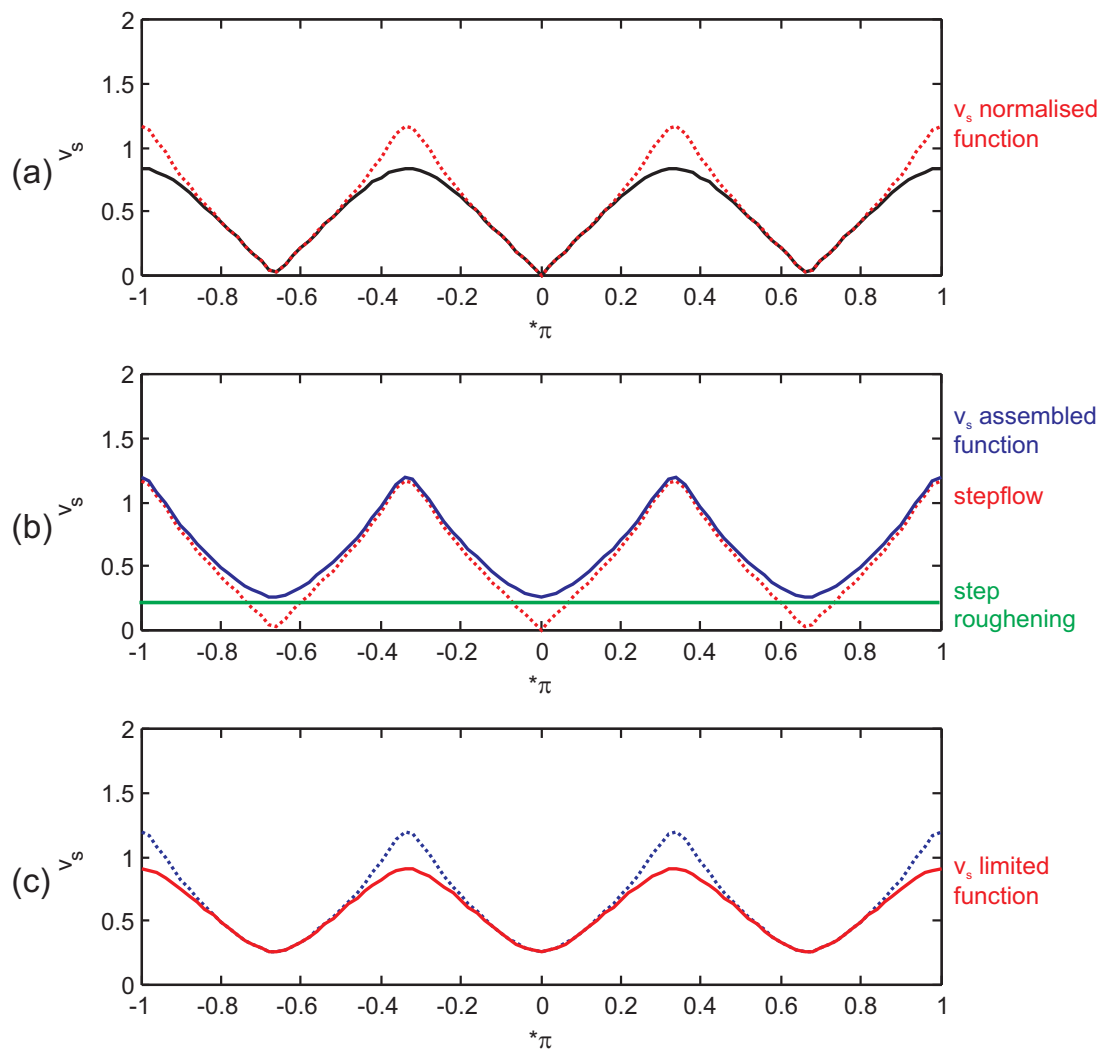 (a)
v_s
2
1.5
1
0.5
0
-1 -0.8 -0.6 -0.4 -0.2 0 0.2 0.4 0.6 0.8 1
*π
v_s normalised
function
(b)
v_s
2
1.5
1
0.5
0
-1 -0.8 -0.6 -0.4 -0.2 0 0.2 0.4 0.6 0.8 1
*π
v_s assembled
function
stepflow
step
roughening
(c)
v_s
2
1.5
1
0.5
0
-1 -0.8 -0.6 -0.4 -0.2 0 0.2 0.4 0.6 0.8 1
*π
v_s limited
function